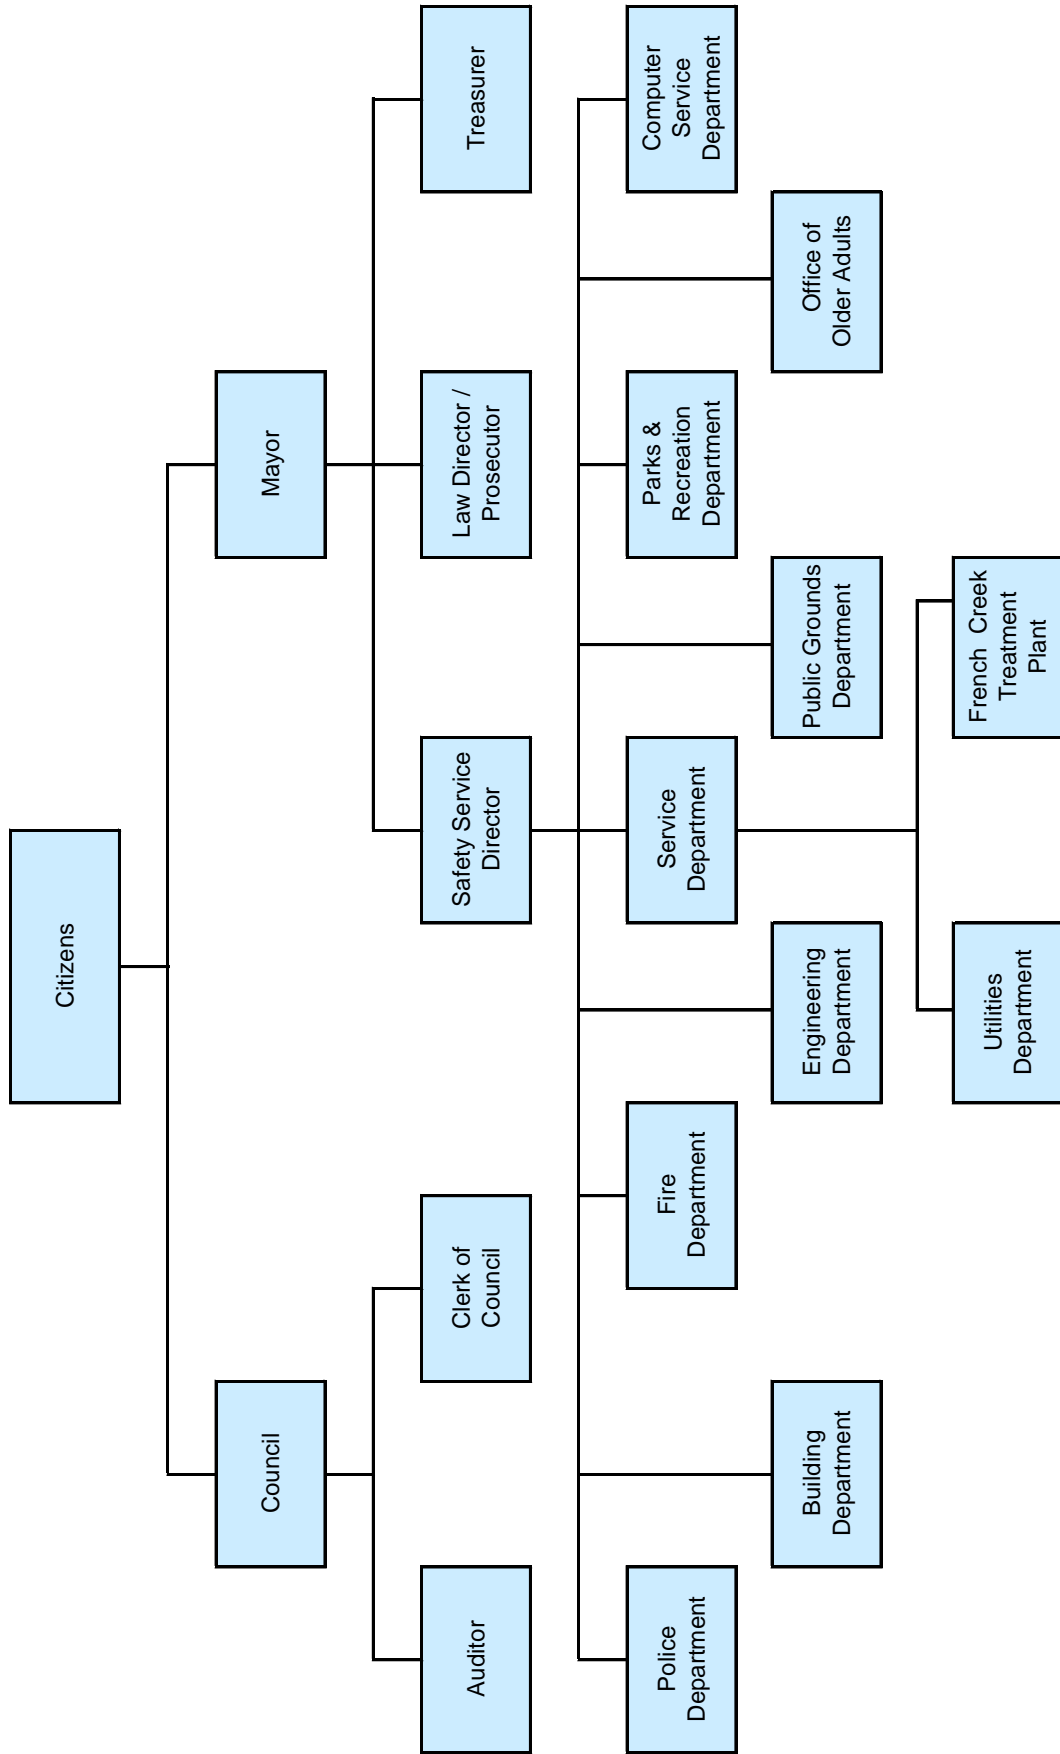 Citizens
Council
Mayor
Auditor
Clerk of
Council
Safety Service
Director
Law Director /
Prosecutor
Treasurer
Police
Department
Fire
Department
Service
Department
Parks &
Recreation
Department
Computer
Service
Department
Building
Department
Engineering
Department
Public Grounds
Department
Office of
Older Adults
Utilities
Department
French  Creek
Treatment
Plant